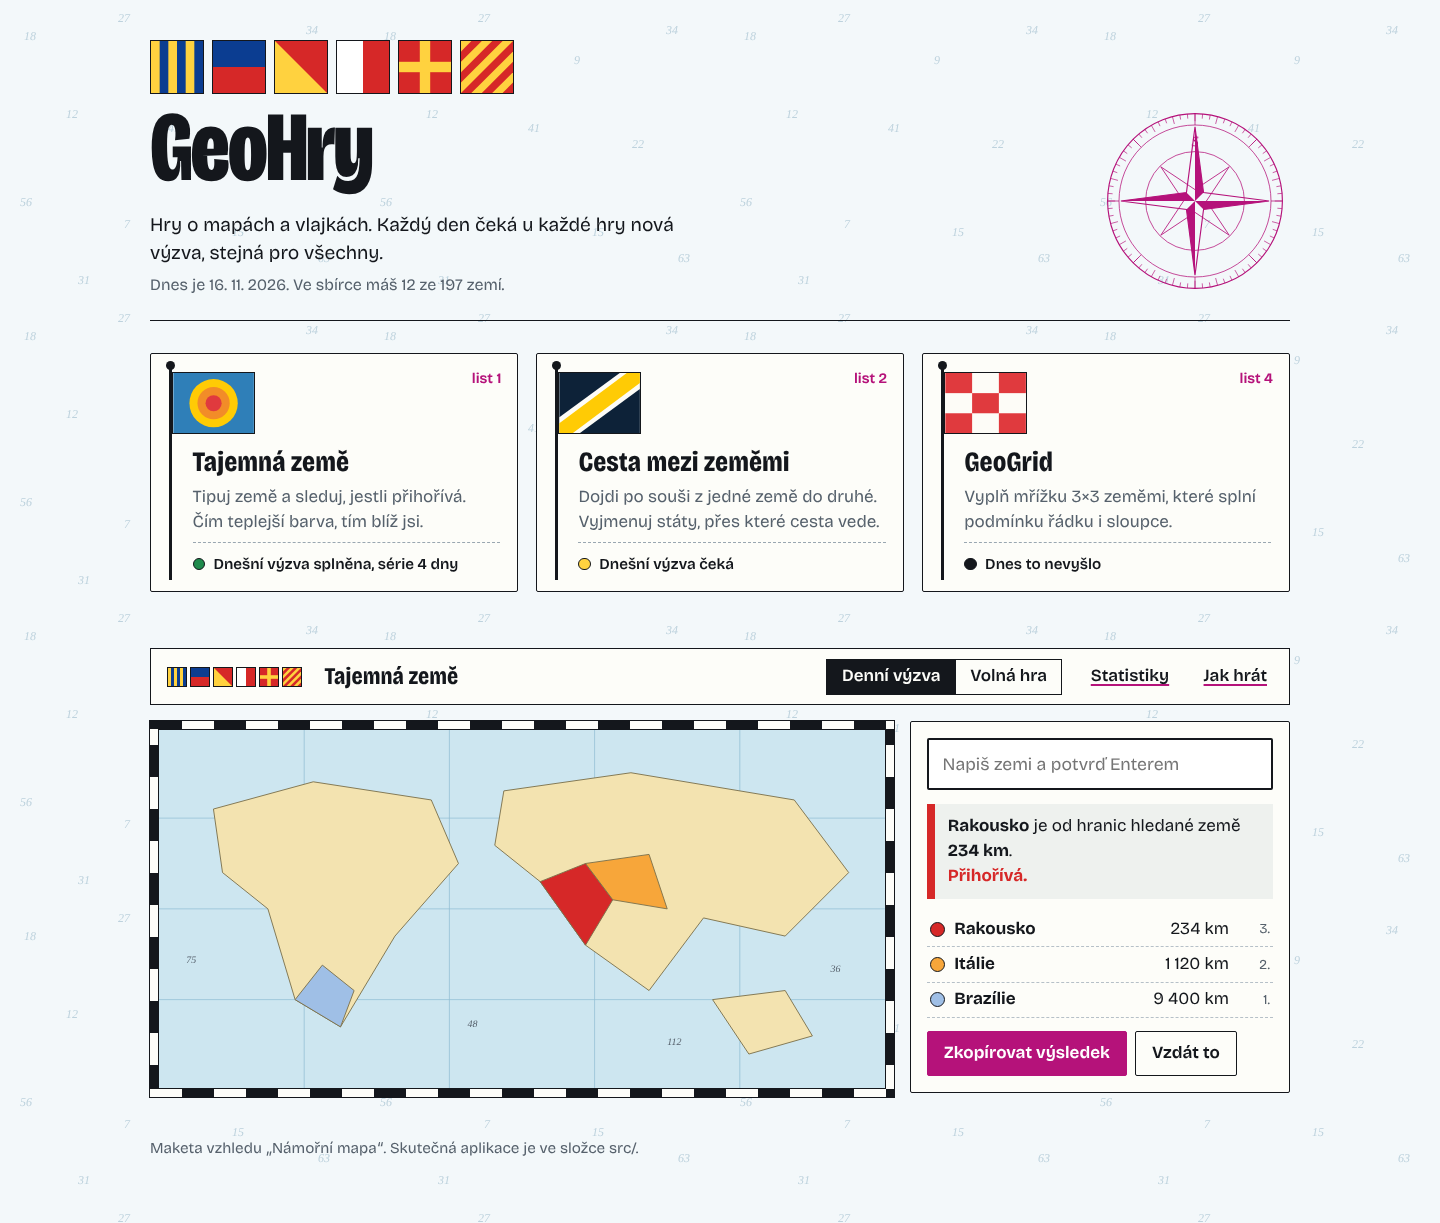 GeoHry
Hry o mapách a vlajkách. Každý den čeká u každé hry nová
výzva, stejná pro všechny.
Dnes je 16. 11. 2026. Ve sbírce máš 12 ze 197 zemí.
list 1
Tajemná země
Tipuj země a sleduj, jestli přihořívá.
Čím teplejší barva, tím blíž jsi.
Dnešní výzva splněna, série 4 dny
list 2
Cesta mezi zeměmi
Dojdi po souši z jedné země do druhé.
Vyjmenuj státy, přes které cesta vede.
Dnešní výzva čeká
list 4
GeoGrid
Vyplň mřížku 3×3 zeměmi, které splní
podmínku řádku i sloupce.
Dnes to nevyšlo
Tajemná země
Denní výzva
Volná hra
Statistiky
Jak hrát
75
36
48
112
Napiš zemi a potvrď Enterem
Rakousko je od hranic hledané země
234 km.
Přihořívá.
Rakousko 234 km 3.
Itálie 1 120 km 2.
Brazílie 9 400 km 1.
Zkopírovat výsledek
Vzdát to
Maketa vzhledu „Námořní mapa“. Skutečná aplikace je ve složce src/.